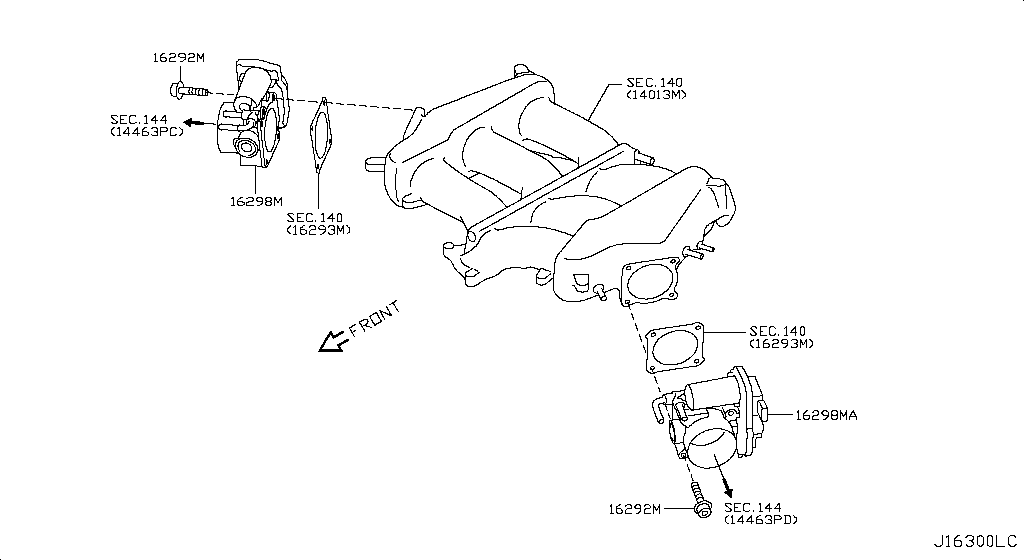 16292M
SEC.144
(14463PC)
16298M
SEC.140
(16293M)
SEC.140
(14013M)
FRONT
SEC.140
(16293M)
16298MA
16292M
SEC.144
(14463PD)
J16300LC